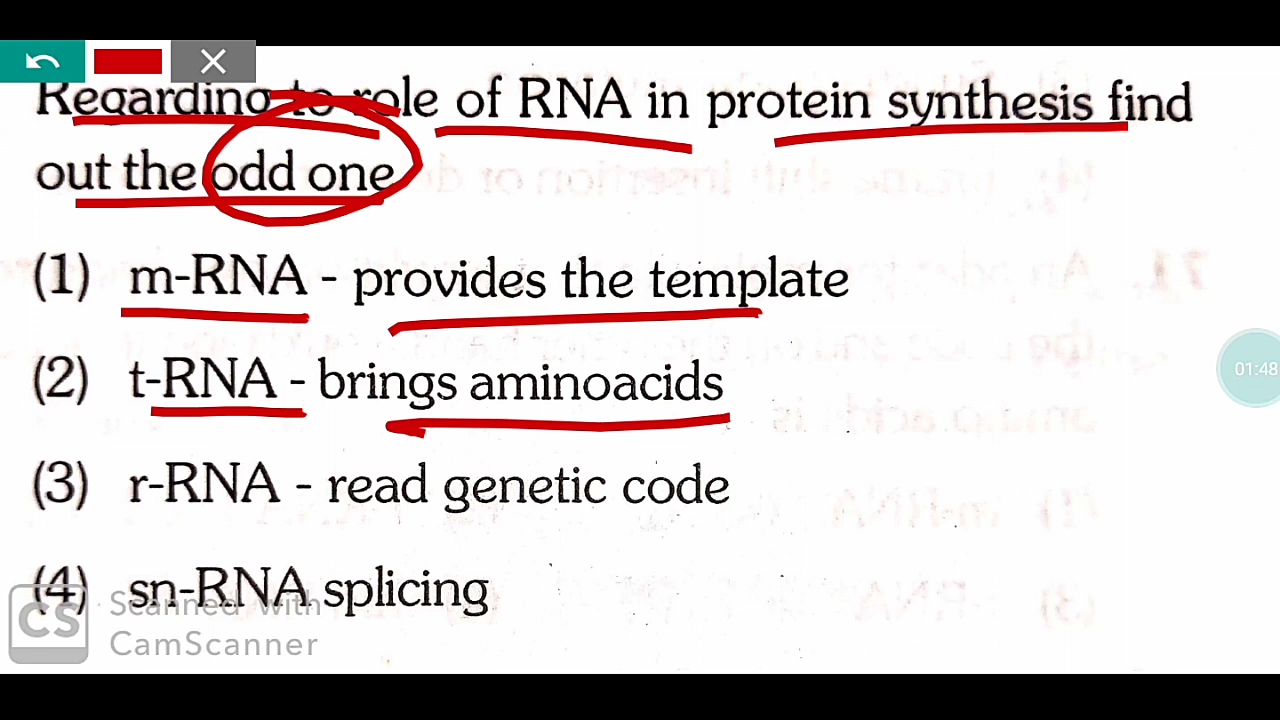 Regarding to role of RNA in protein synthesis find
out the odd one
(1) m-RNA - provides the template
(2) t-RNA - brings aminoacids
01:48
(3) r-RNA - read genetic code
(4) sn-RNA splicing
CS Scanned with
CamScanner